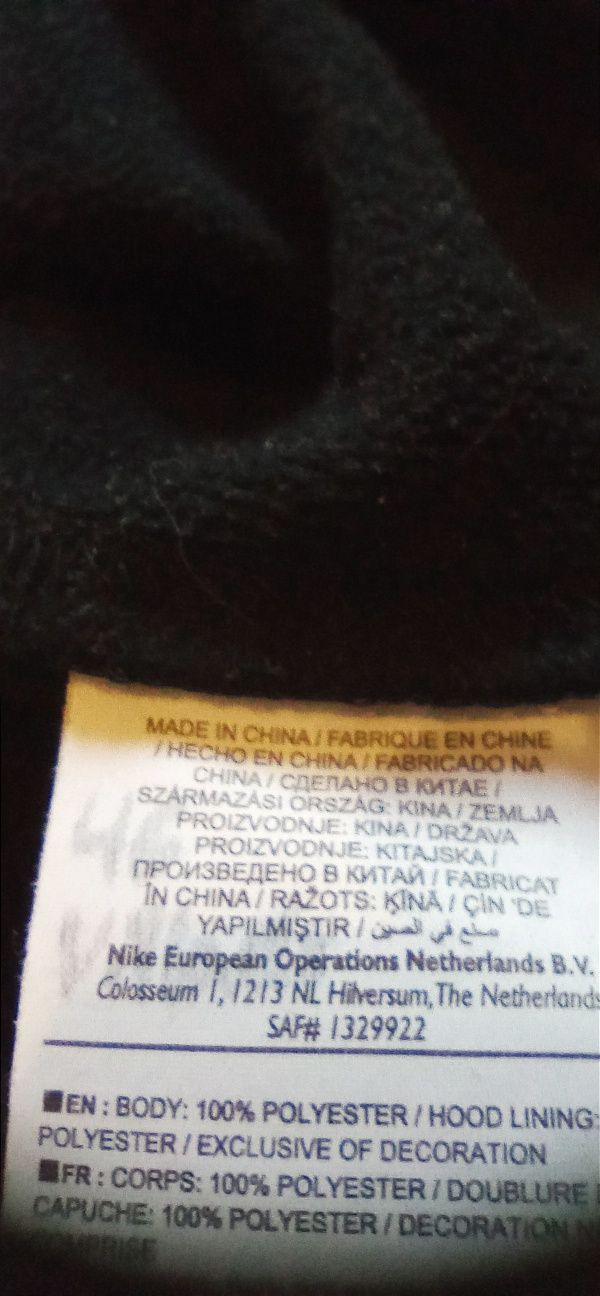 MADE IN CHINA / FABRIQUE EN CHINE
/ HECHO EN CHINA / FABRICADO NA
CHINA / СДЕЛАНО В КИТАЕ /
SZÁRMAZÁSI ORSZÁG: KINA / ZEMLJA
PROIZVODNJE: KINA / DRŽAVA
PROIZVODNJE: KITAJSKA /
ПРОИЗВЕДЕНО В КИТАЙ / FABRICAT
ÎN CHINA / RAŽOTS: ĶĪNĀ / ÇİN 'DE
YAPILMIŞTIR / صنع في الصين
Nike European Operations Netherlands B.V.
Colosseum 1, 1213 NL Hilversum, The Netherlands
SAF# 1329922
EN : BODY: 100% POLYESTER / HOOD LINING:
POLYESTER / EXCLUSIVE OF DECORATION
FR : CORPS: 100% POLYESTER / DOUBLURE
CAPUCHE: 100% POLYESTER / DECORATION